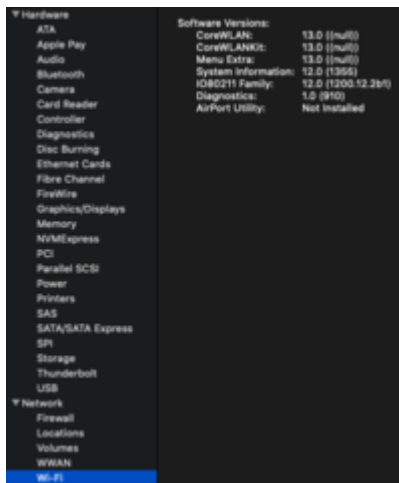 Hardware
ATA
Apple Pay
Audio
Bluetooth
Camera
Card Reader
Controller
Diagnostics
Disc Burning
Ethernet Cards
Fibre Channel
FireWire
Graphics/Displays
Memory
NVMExpress
PCI
Parallel SCSI
Power
Printers
SAS
SATA/SATA Express
SPI
Storage
Thunderbolt
USB
Network
Firewall
Locations
Volumes
WWAN
Wi-Fi
Software Versions:
CoreWLAN: 13.0 ((null))
CoreWLANKit: 13.0 ((null))
Menu Extra: 13.0 ((null))
System Information: 12.0 (1355)
IO80211 Family: 12.0 (1200.12.2b1)
Diagnostics: 1.0 (910)
AirPort Utility: Not Installed